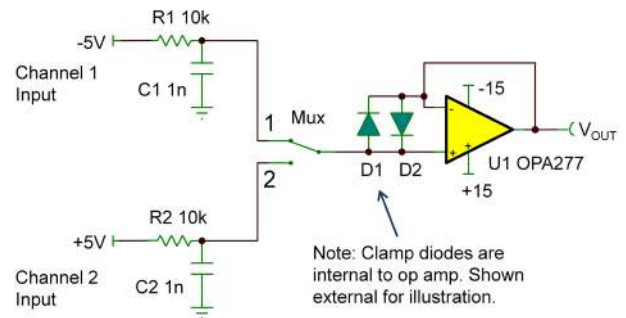 R1 10k
-5V
Channel 1
Input
C1 1n
1
Mux
2
D1
D2
-
+
+
-15
+15
V_OUT
U1 OPA277
R2 10k
+5V
Channel 2
Input
C2 1n
Note: Clamp diodes are
internal to op amp. Shown
external for illustration.